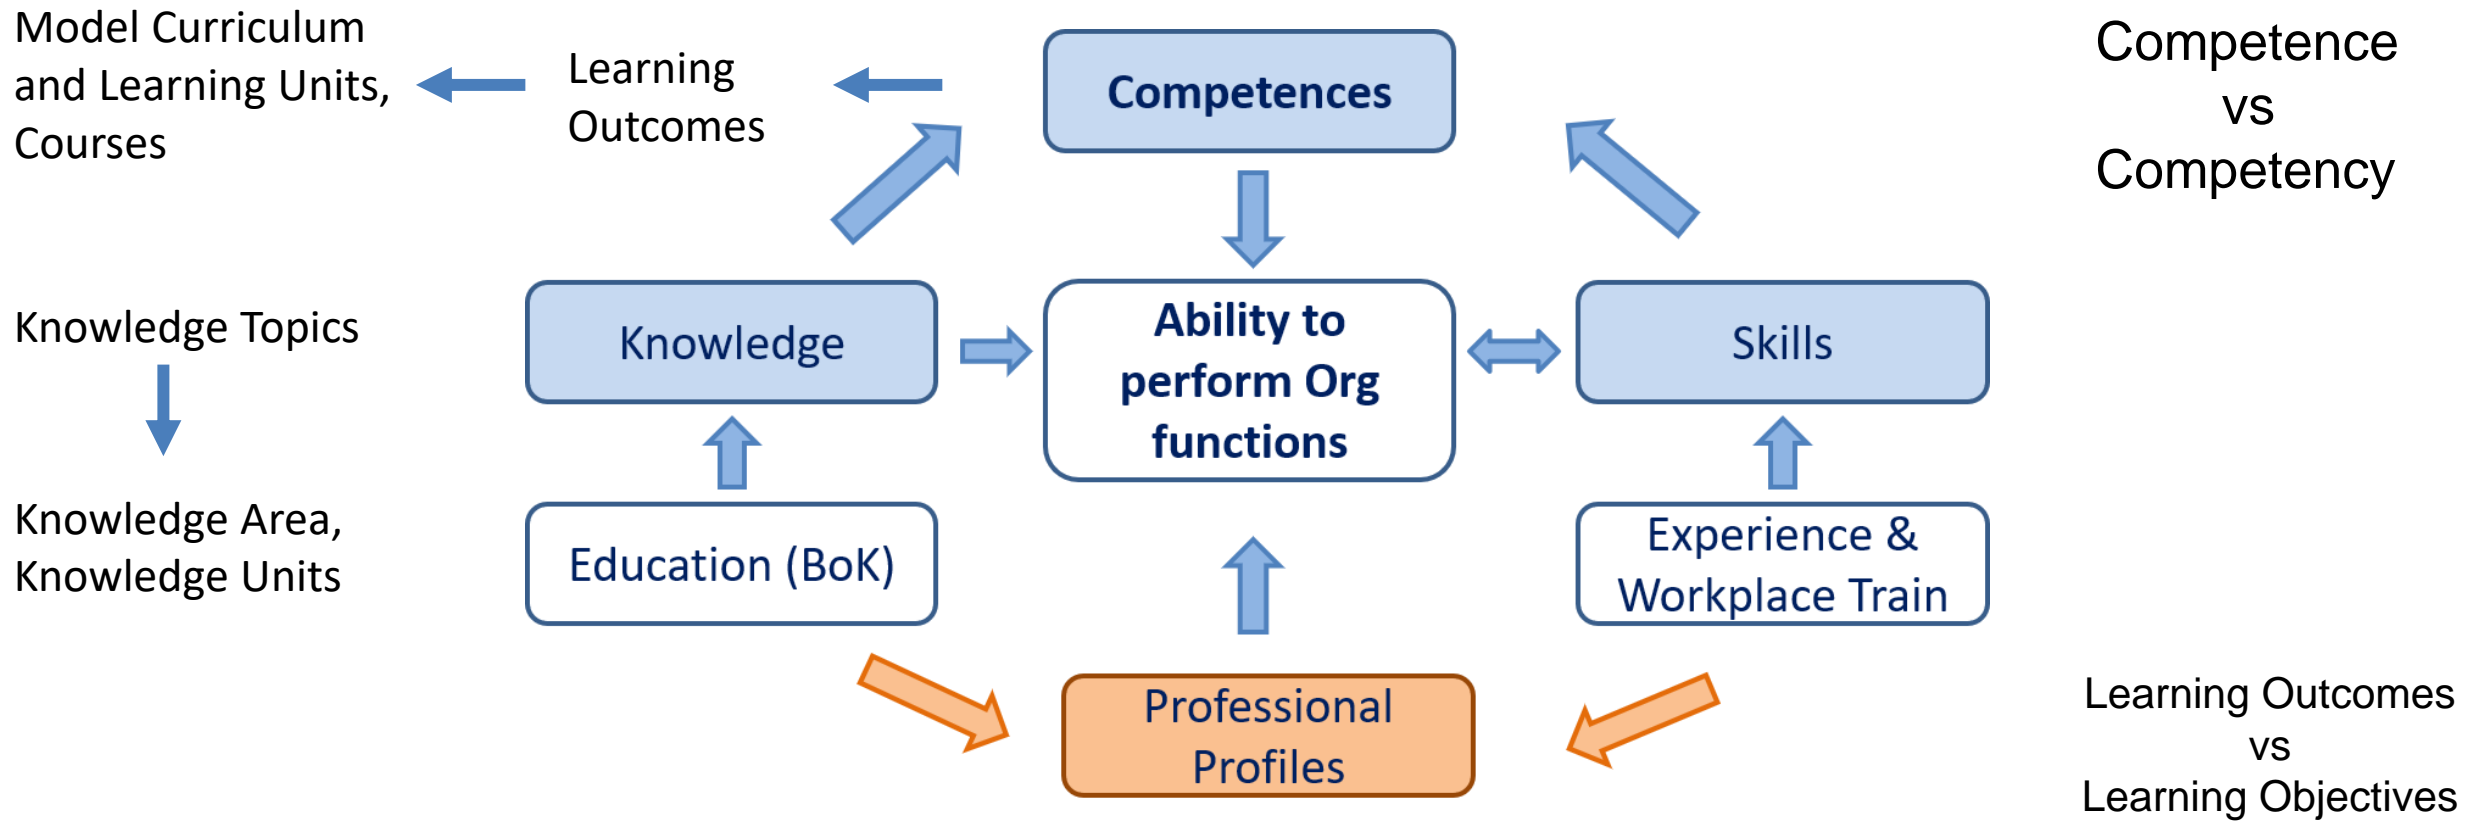 Model Curriculum
and Learning Units,
Courses
Learning
Outcomes
Competences
Competence
vs
Competency
Knowledge Topics
Knowledge
Ability to
perform Org
functions
Skills
Knowledge Area,
Knowledge Units
Education (BoK)
Experience &
Workplace Train
Professional
Profiles
Learning Outcomes
vs
Learning Objectives